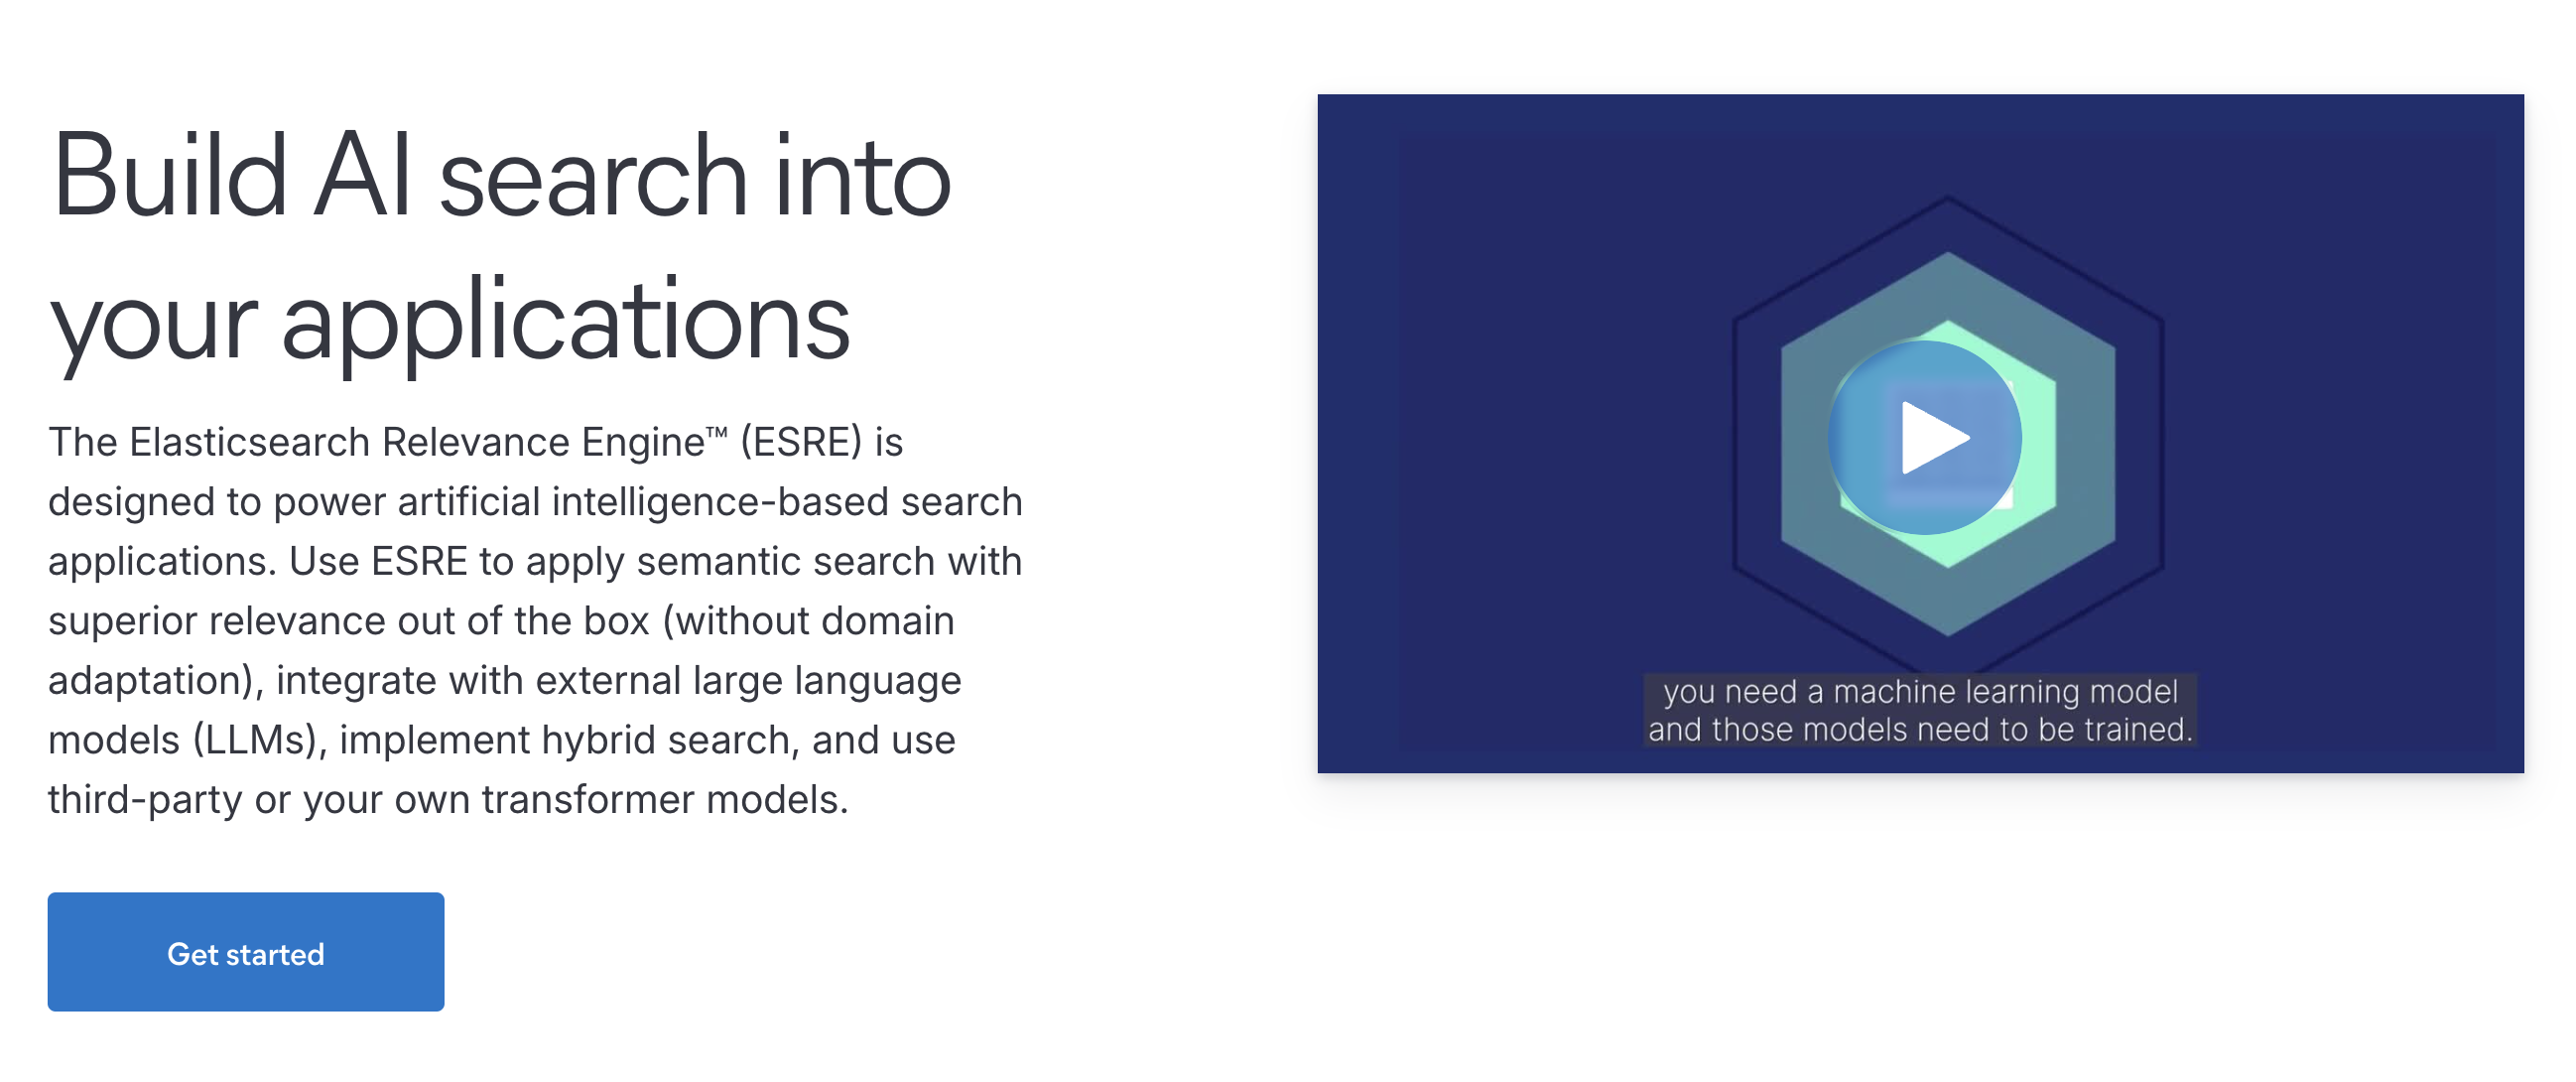 Build AI search into
your applications
The Elasticsearch Relevance Engine™ (ESRE) is
designed to power artificial intelligence-based search
applications. Use ESRE to apply semantic search with
superior relevance out of the box (without domain
adaptation), integrate with external large language
models (LLMs), implement hybrid search, and use
third-party or your own transformer models.
Get started
you need a machine learning model
and those models need to be trained.